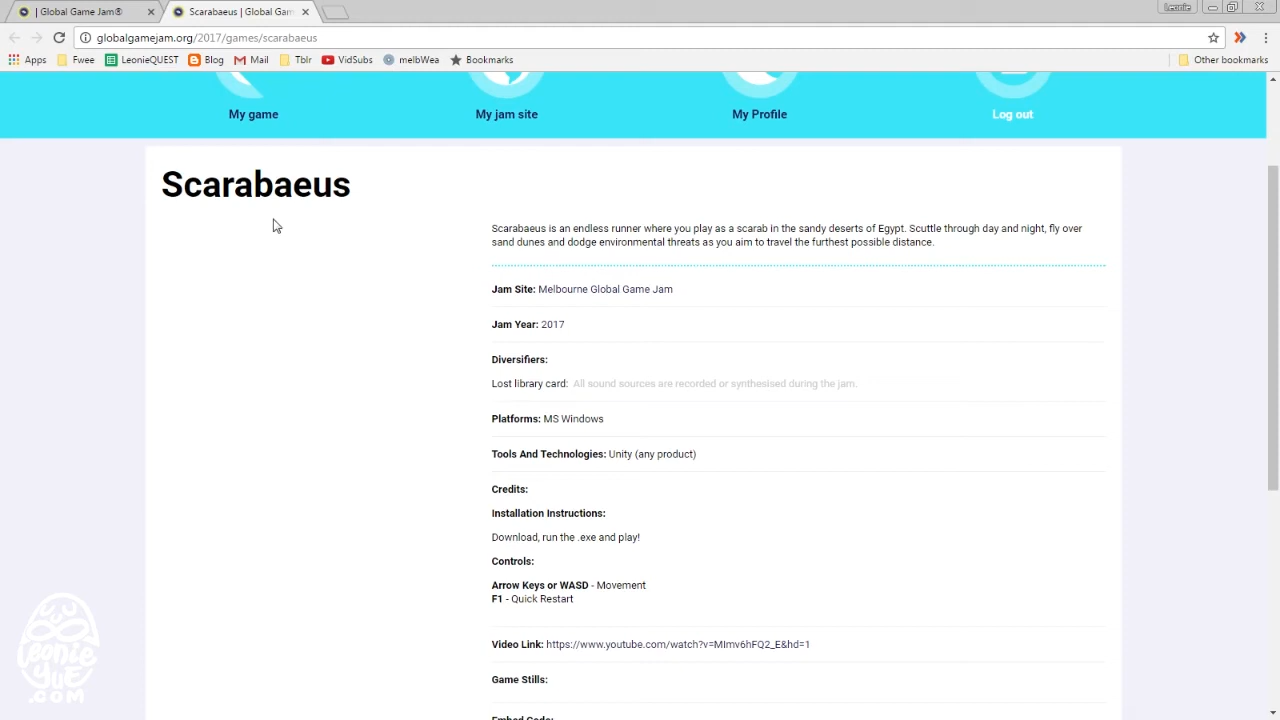 | Global Game Jam®
Scarabaeus | Global Gam
Leonie
globalgamejam.org/2017/games/scarabaeus
Apps Fwee LeonieQUEST Blog Mail Tblr VidSubs melbWea Bookmarks Other bookmarks
My game My jam site My Profile Log out
Scarabaeus
Scarabaeus is an endless runner where you play as a scarab in the sandy deserts of Egypt. Scuttle through day and night, fly over
sand dunes and dodge environmental threats as you aim to travel the furthest possible distance.
Jam Site: Melbourne Global Game Jam
Jam Year: 2017
Diversifiers:
Lost library card: All sound sources are recorded or synthesised during the jam.
Platforms: MS Windows
Tools And Technologies: Unity (any product)
Credits:
Installation Instructions:
Download, run the .exe and play!
Controls:
Arrow Keys or WASD - Movement
F1 - Quick Restart
Video Link: https://www.youtube.com/watch?v=MImv6hFQ2_E&hd=1
Game Stills:
Embed Code:
Leonie
YuE
.COM